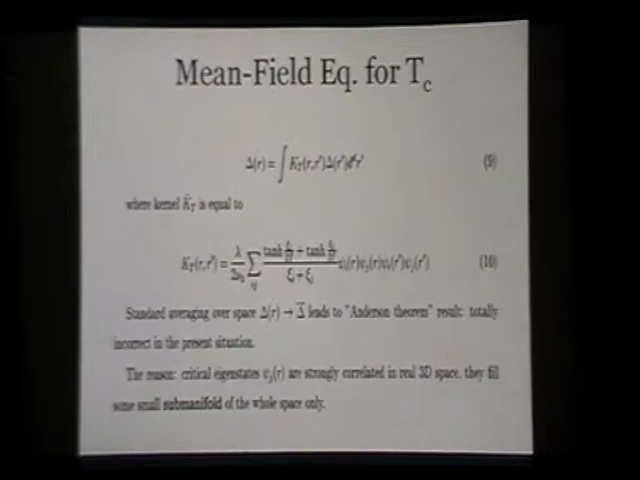 Mean-Field Eq. for T_c
Δ(r) = ∫ K_T(r, r')Δ(r')d^d r' (9)
where kernel K̂_T is equal to
K_T(r, r') = λ/2ν_0 Σ_ij (tanh ξ_i/2T + tanh ξ_j/2T)/(ξ_i + ξ_j) ψ_i(r)ψ_j(r)ψ_i(r')ψ_j(r') (10)
Standard averaging over space Δ(r) → Δ̄ leads to "Anderson theorem" result: totally
incorrect in the present situation.
The reason: critical eigenstates ψ_j(r) are strongly correlated in real 3D space, they fill
some small submanifold of the whole space only.